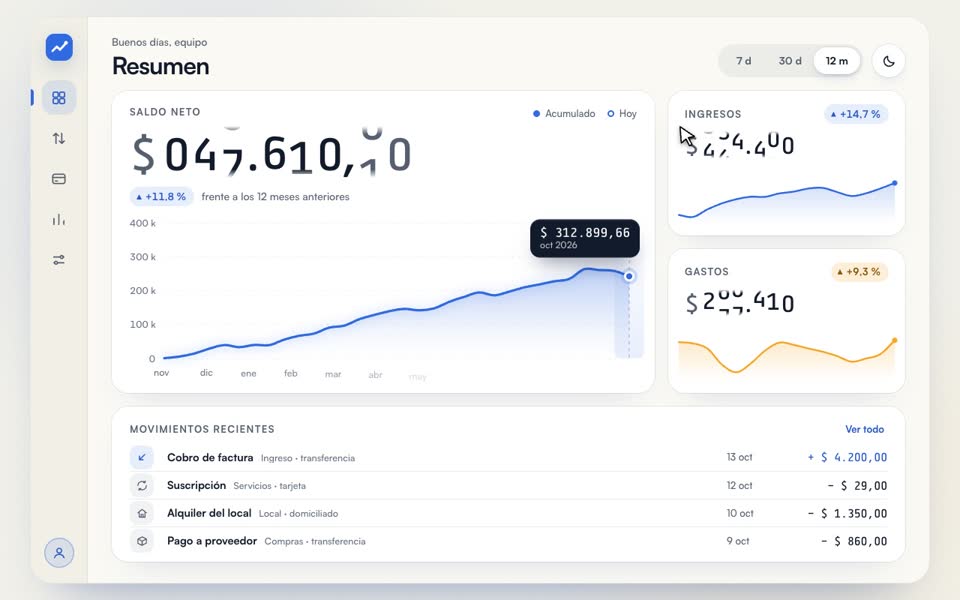 Buenos días, equipo
Resumen
7 d 30 d 12 m
SALDO NETO
Acumulado Hoy
▲ +11,8 % frente a los 12 meses anteriores
400 k
300 k
200 k
100 k
0
nov dic ene feb mar abr may
$ 312.899,66
oct 2026
INGRESOS
▲ +14,7 %
GASTOS
▲ +9,3 %
MOVIMIENTOS RECIENTES
Ver todo
Cobro de factura Ingreso · transferencia 13 oct + $ 4.200,00
Suscripción Servicios · tarjeta 12 oct − $ 29,00
Alquiler del local Local · domiciliado 10 oct − $ 1.350,00
Pago a proveedor Compras · transferencia 9 oct − $ 860,00